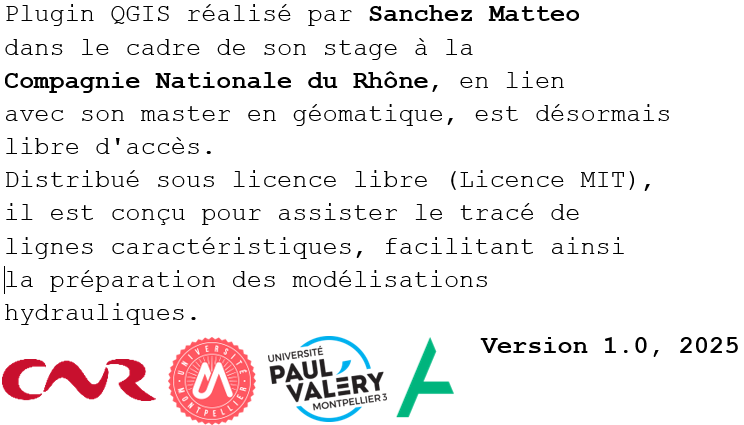 Plugin QGIS réalisé par Sanchez Matteo
dans le cadre de son stage à la
Compagnie Nationale du Rhône, en lien
avec son master en géomatique, est désormais
libre d'accès.
Distribué sous licence libre (Licence MIT),
il est conçu pour assister le tracé de
lignes caractéristiques, facilitant ainsi
la préparation des modélisations
hydrauliques.
Version 1.0, 2025
CNR
UNIVERSITÉ
MONTPELLIER
UNIVERSITÉ
PAUL
VALÉRY
MONTPELLIER 3